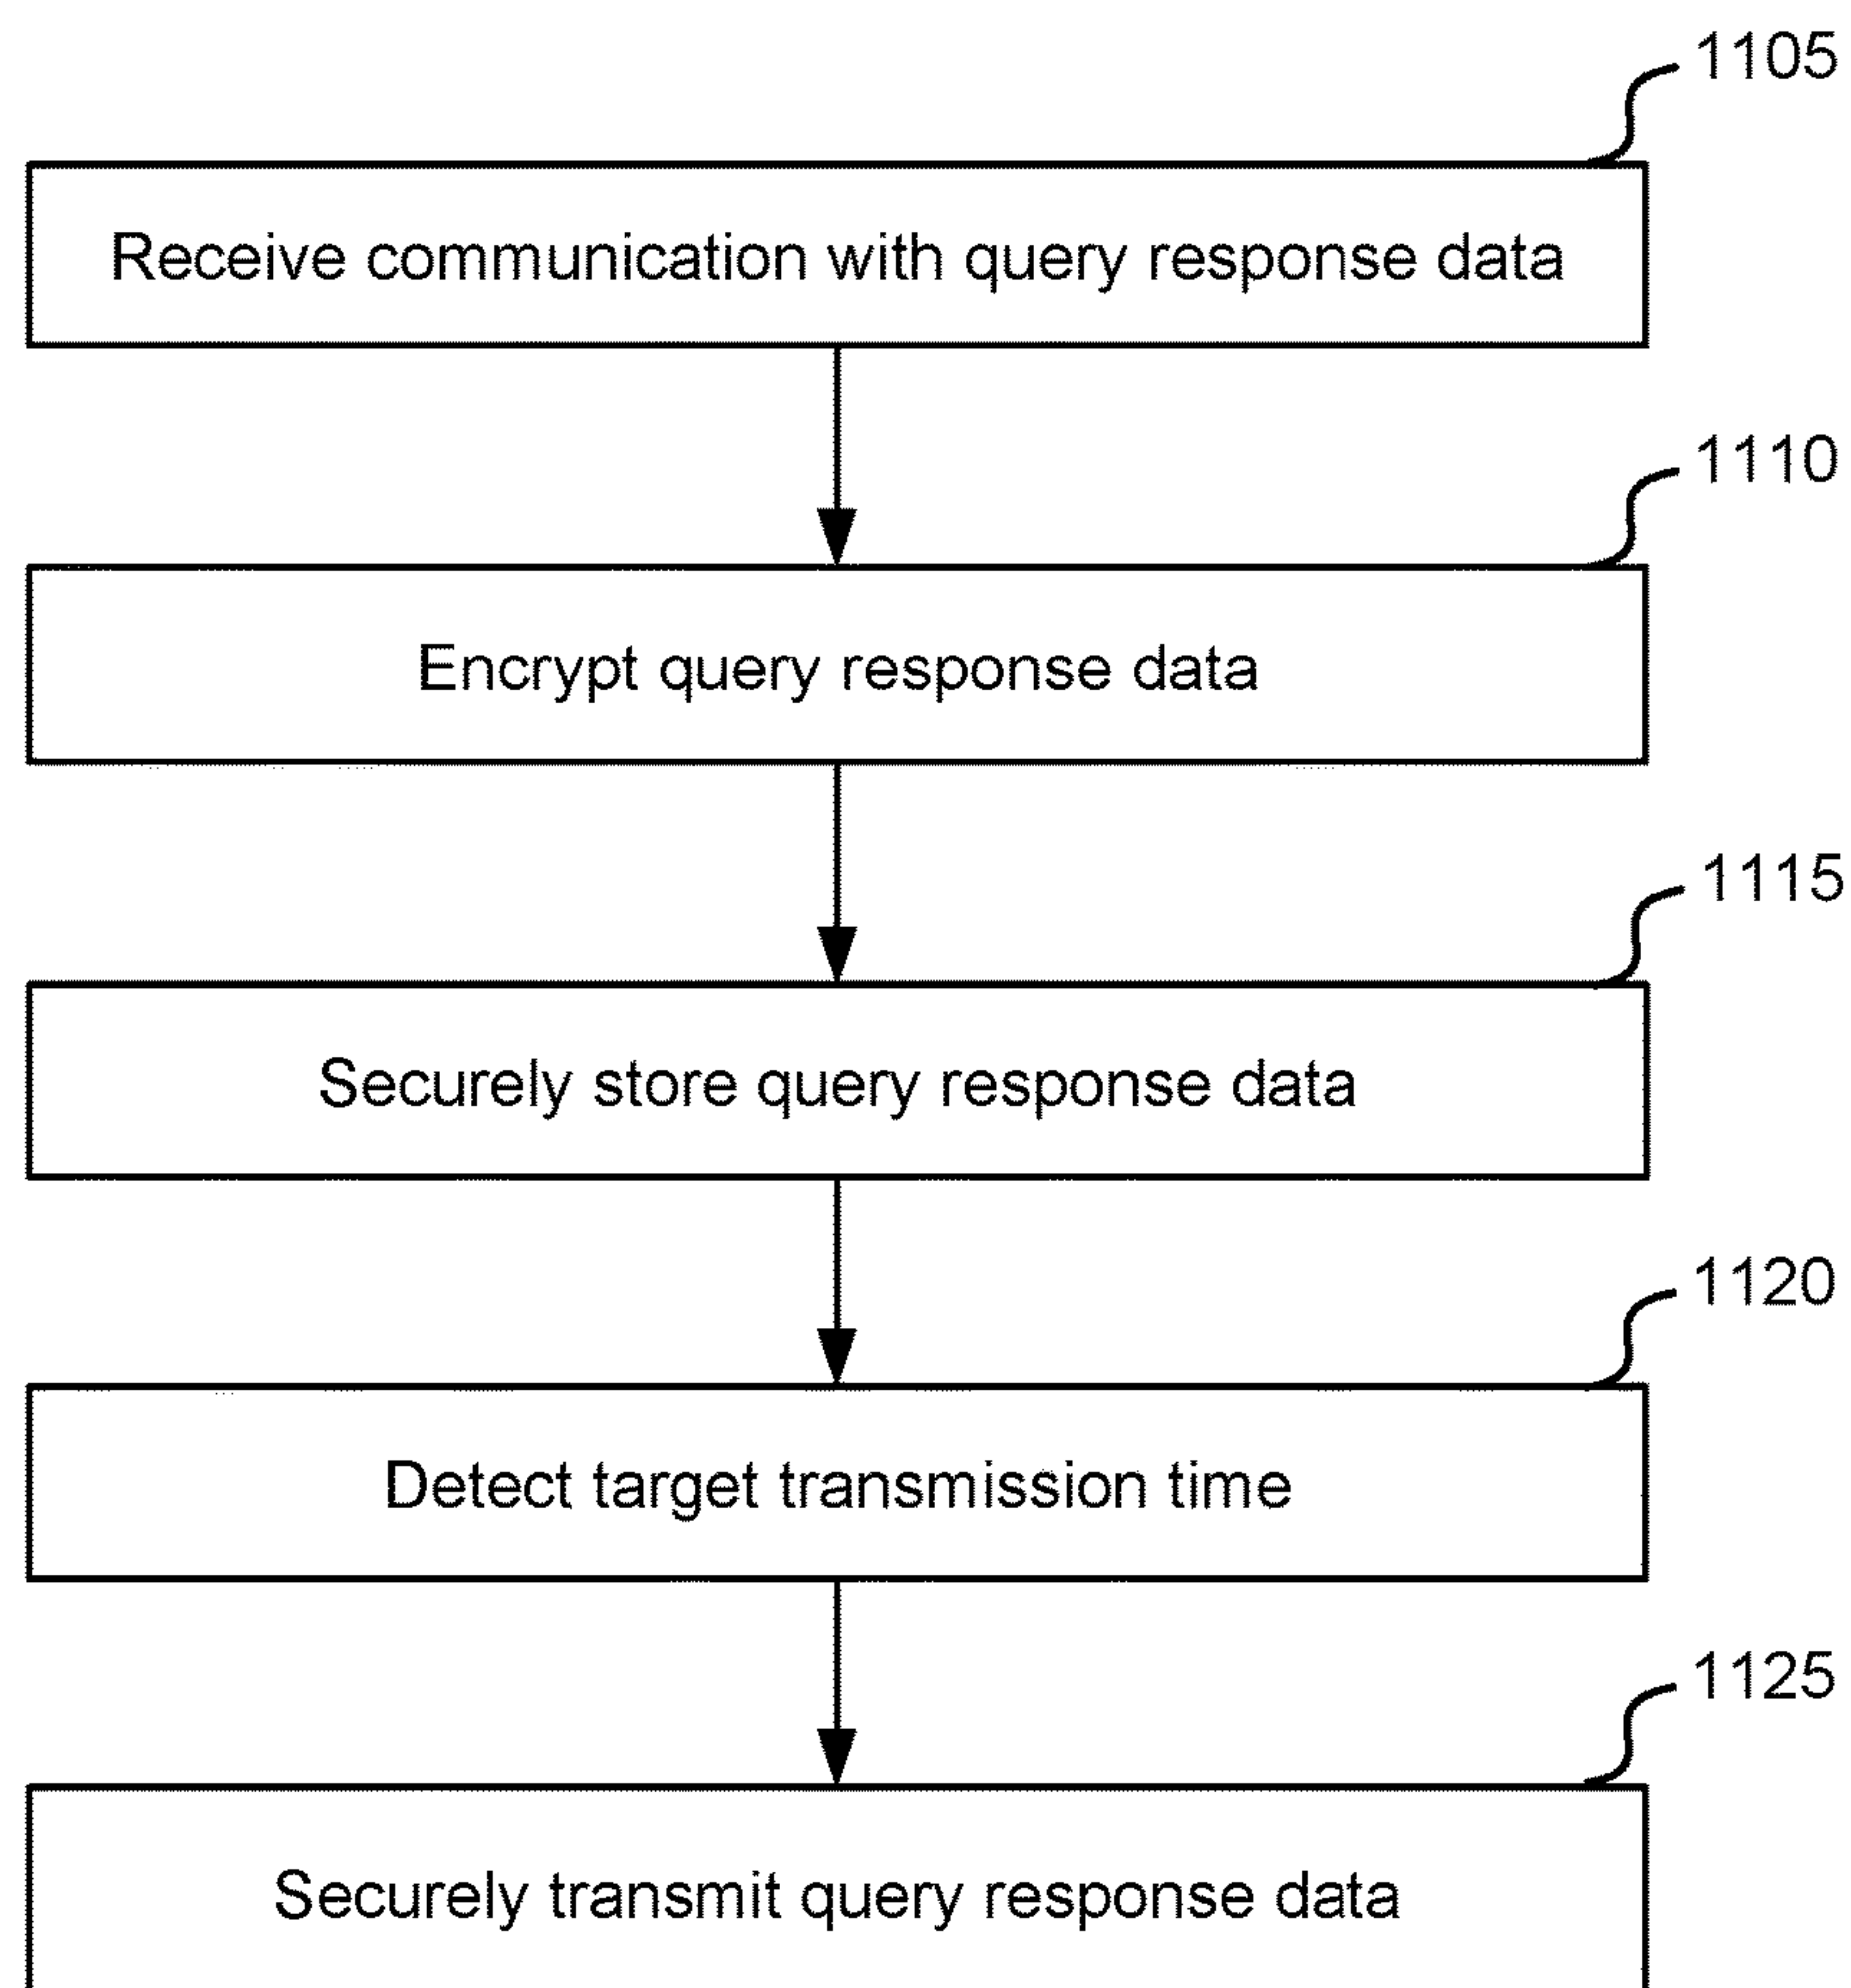 1105
Receive communication with query response data
1110
Encrypt query response data
1115
Securely store query response data
1120
Detect target transmission time
1125
Securely transmit query response data